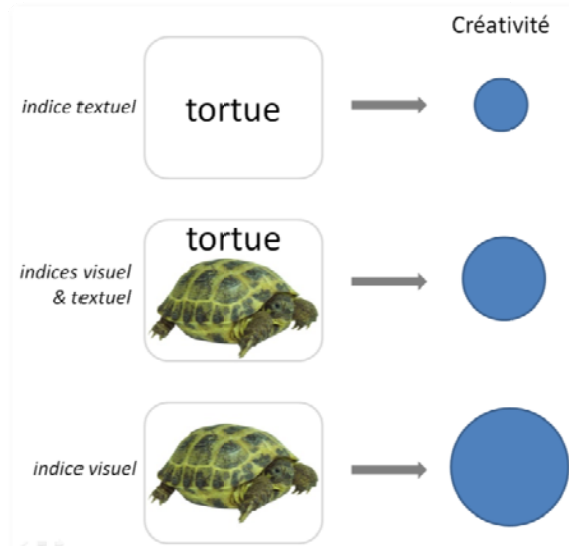 Créativité
indice textuel
tortue
tortue
indices visuel
& textuel
indice visuel